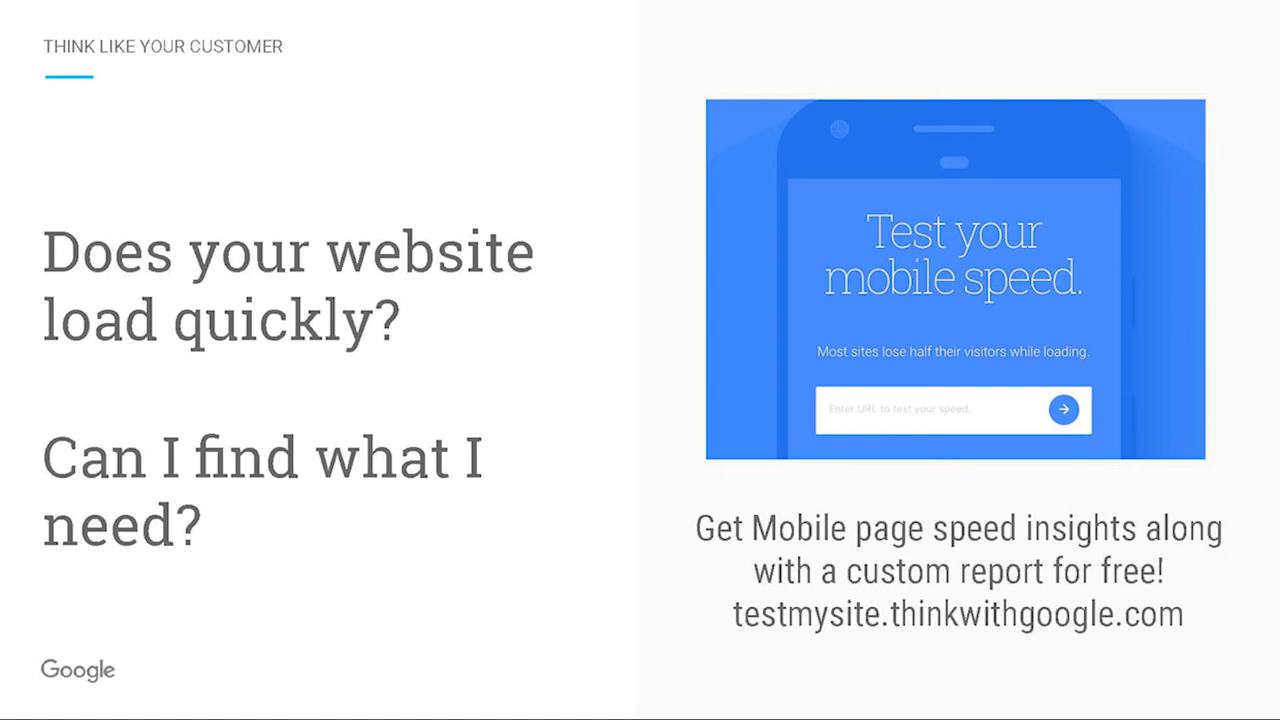 THINK LIKE YOUR CUSTOMER
Does your website
load quickly?
Can I find what I
need?
Google
Test your
mobile speed.
Most sites lose half their visitors while loading.
Enter URL to test your speed.
Get Mobile page speed insights along
with a custom report for free!
testmysite.thinkwithgoogle.com